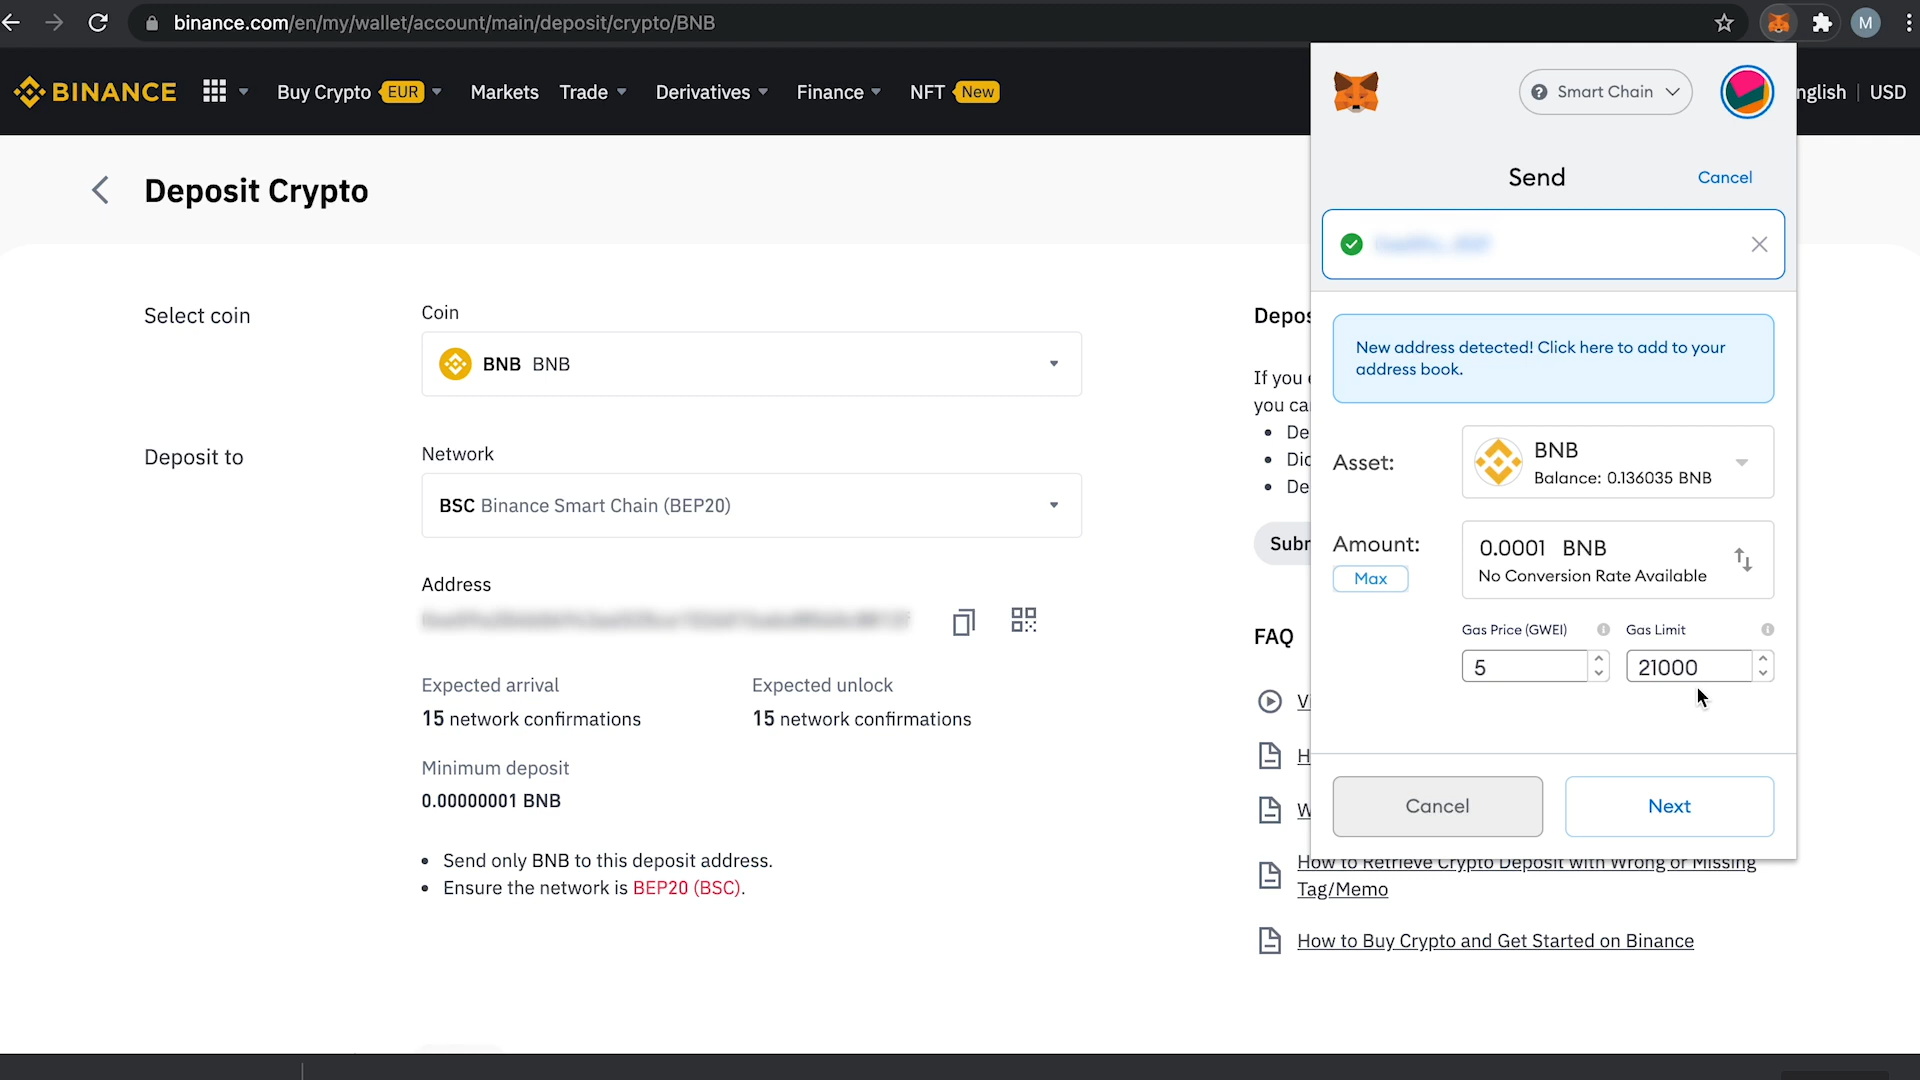 binance.com/en/my/wallet/account/main/deposit/crypto/BNB
M
BINANCE
Buy Crypto EUR
Markets
Trade
Derivatives
Finance
NFT New
nglish | USD
Deposit Crypto
Select coin
Coin
BNB BNB
Deposit to
Network
BSC Binance Smart Chain (BEP20)
Address
Expected arrival
15 network confirmations
Expected unlock
15 network confirmations
Minimum deposit
0.00000001 BNB
• Send only BNB to this deposit address.
• Ensure the network is BEP20 (BSC).
Depos
If you
you ca
• De
• Dic
• De
Subr
FAQ
V
H
W
How to Retrieve Crypto Deposit with Wrong or Missing
Tag/Memo
How to Buy Crypto and Get Started on Binance
Smart Chain
Send
Cancel
New address detected! Click here to add to your
address book.
Asset:
BNB
Balance: 0.136035 BNB
Amount:
Max
0.0001 BNB
No Conversion Rate Available
Gas Price (GWEI)
Gas Limit
5
21000
Cancel
Next